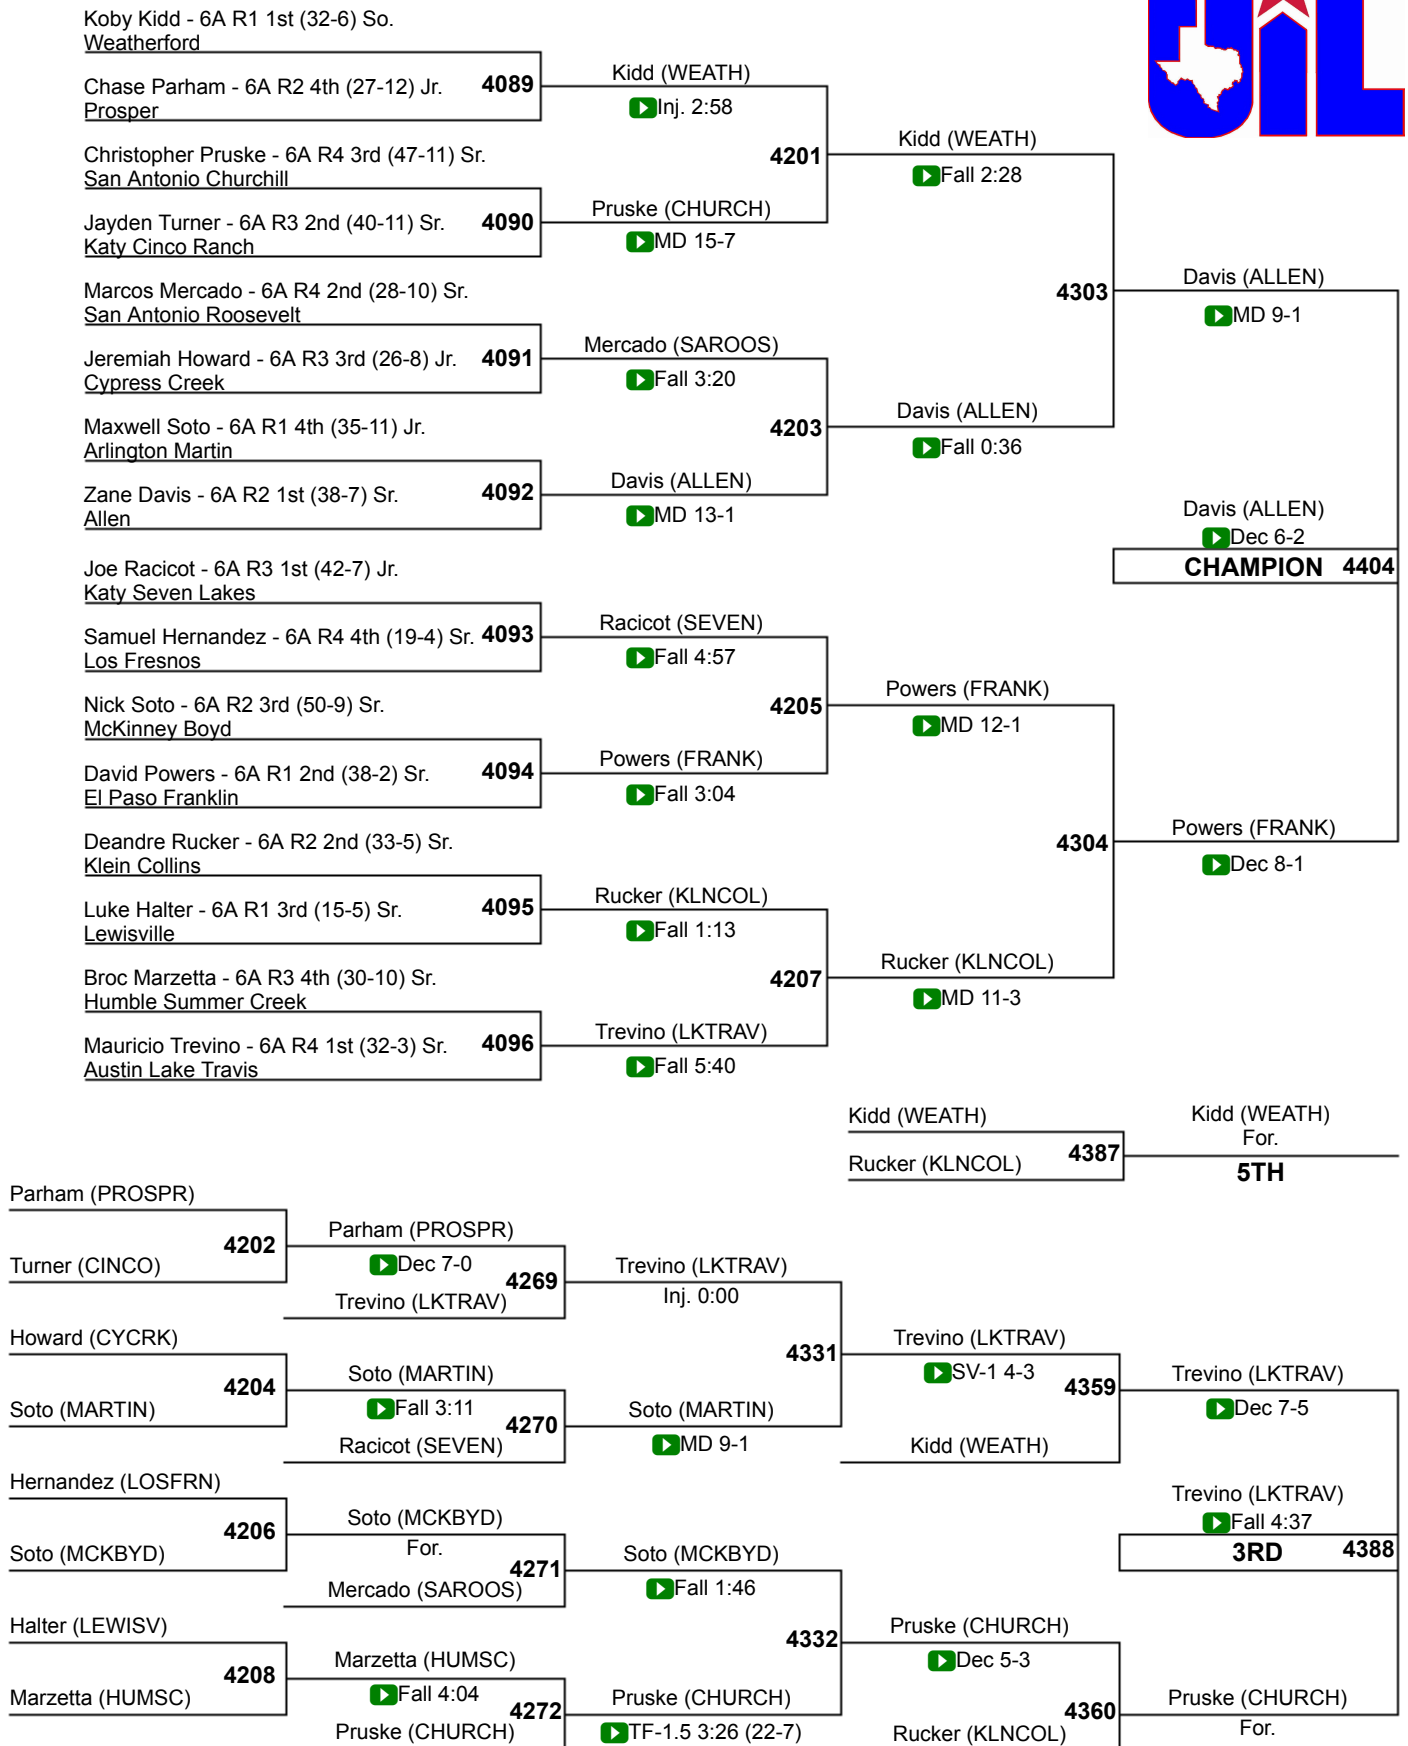 UIL
Koby Kidd - 6A R1 1st (32-6) So.
Weatherford
Chase Parham - 6A R2 4th (27-12) Jr.
Prosper
4089
Kidd (WEATH)
Inj. 2:58
Christopher Pruske - 6A R4 3rd (47-11) Sr.
San Antonio Churchill
Jayden Turner - 6A R3 2nd (40-11) Sr.
Katy Cinco Ranch
4090
Pruske (CHURCH)
MD 15-7
4201
Kidd (WEATH)
Fall 2:28
Marcos Mercado - 6A R4 2nd (28-10) Sr.
San Antonio Roosevelt
Jeremiah Howard - 6A R3 3rd (26-8) Jr.
Cypress Creek
4091
Mercado (SAROOS)
Fall 3:20
Maxwell Soto - 6A R1 4th (35-11) Jr.
Arlington Martin
Zane Davis - 6A R2 1st (38-7) Sr.
Allen
4092
Davis (ALLEN)
MD 13-1
4203
Davis (ALLEN)
Fall 0:36
4303
Davis (ALLEN)
MD 9-1
Joe Racicot - 6A R3 1st (42-7) Jr.
Katy Seven Lakes
Samuel Hernandez - 6A R4 4th (19-4) Sr.
Los Fresnos
4093
Racicot (SEVEN)
Fall 4:57
Nick Soto - 6A R2 3rd (50-9) Sr.
McKinney Boyd
David Powers - 6A R1 2nd (38-2) Sr.
El Paso Franklin
4094
Powers (FRANK)
Fall 3:04
4205
Powers (FRANK)
MD 12-1
Deandre Rucker - 6A R2 2nd (33-5) Sr.
Klein Collins
Luke Halter - 6A R1 3rd (15-5) Sr.
Lewisville
4095
Rucker (KLNCOL)
Fall 1:13
Broc Marzetta - 6A R3 4th (30-10) Sr.
Humble Summer Creek
Mauricio Trevino - 6A R4 1st (32-3) Sr.
Austin Lake Travis
4096
Trevino (LKTRAV)
Fall 5:40
4207
Rucker (KLNCOL)
MD 11-3
4304
Powers (FRANK)
Dec 8-1
Davis (ALLEN)
Dec 6-2
CHAMPION 4404
Kidd (WEATH)
Rucker (KLNCOL)
4387
Kidd (WEATH)
For.
5TH
Parham (PROSPR)
Turner (CINCO)
4202
Parham (PROSPR)
Dec 7-0
Trevino (LKTRAV)
4269
Trevino (LKTRAV)
Inj. 0:00
Howard (CYCRK)
Soto (MARTIN)
4204
Soto (MARTIN)
Fall 3:11
Racicot (SEVEN)
4270
Soto (MARTIN)
MD 9-1
4331
Trevino (LKTRAV)
SV-1 4-3
Kidd (WEATH)
4359
Trevino (LKTRAV)
Dec 7-5
Hernandez (LOSFRN)
Soto (MCKBYD)
4206
Soto (MCKBYD)
For.
Mercado (SAROOS)
4271
Soto (MCKBYD)
Fall 1:46
Halter (LEWISV)
Marzetta (HUMSC)
4208
Marzetta (HUMSC)
Fall 4:04
Pruske (CHURCH)
4272
Pruske (CHURCH)
TF-1.5 3:26 (22-7)
4332
Pruske (CHURCH)
Dec 5-3
Rucker (KLNCOL)
4360
Pruske (CHURCH)
For.
Trevino (LKTRAV)
Fall 4:37
3RD 4388